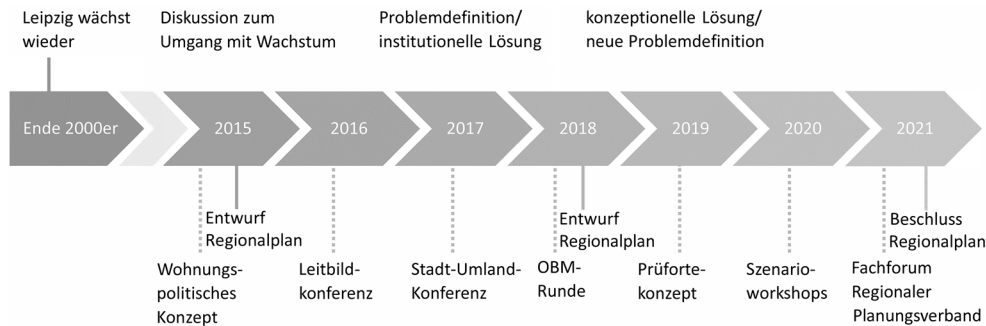 Leipzig wächst
wieder
Diskussion zum
Umgang mit Wachstum
Problemdefinition/
institutionelle Lösung
konzeptionelle Lösung/
neue Problemdefinition
Ende 2000er
2015
2016
2017
2018
2019
2020
2021
Entwurf
Regionalplan
Entwurf
Regionalplan
Beschluss
Regionalplan
Wohnungs-
politisches
Konzept
Leitbild-
konferenz
Stadt-Umland-
Konferenz
OBM-
Runde
Prüforte-
konzept
Szenario-
workshops
Fachforum
Regionaler
Planungsverband